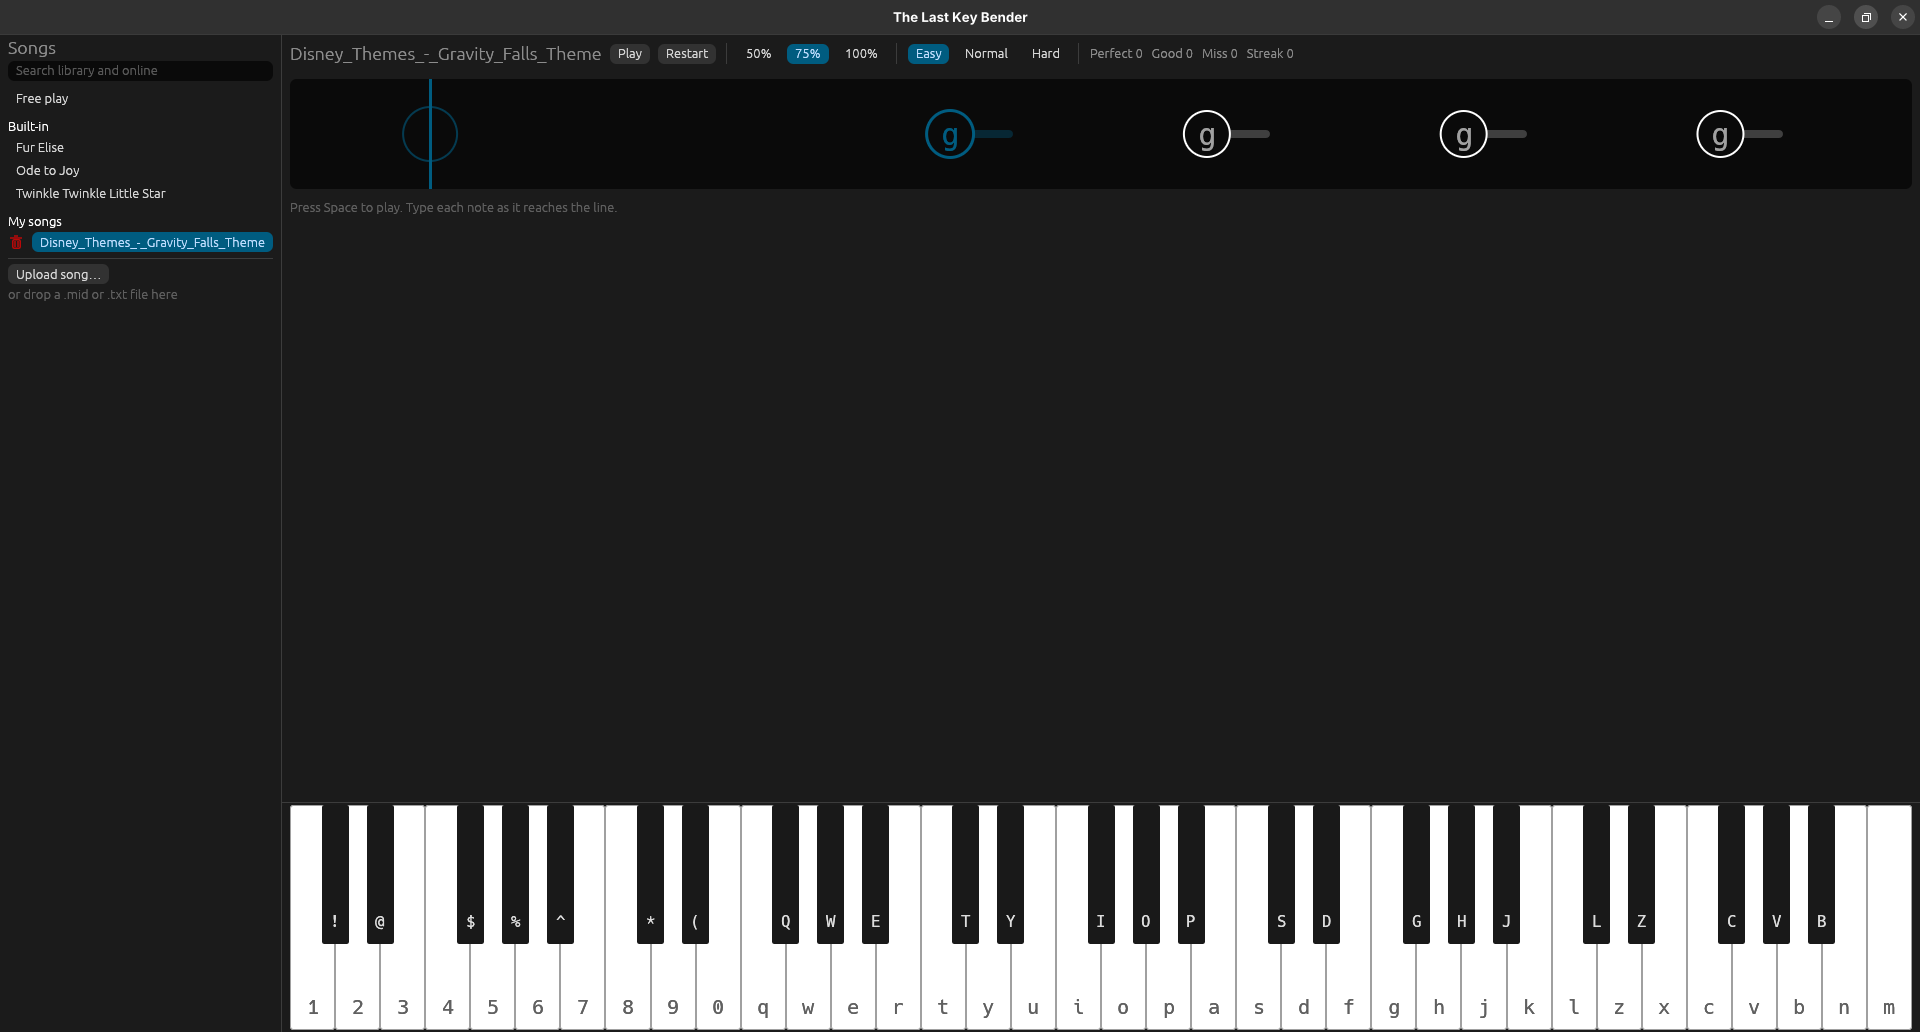 The Last Key Bender
Songs
Search library and online
Free play
Built-in
Fur Elise
Ode to Joy
Twinkle Twinkle Little Star
My songs
Disney_Themes_-_Gravity_Falls_Theme
Upload song...
or drop a .mid or .txt file here
Disney_Themes_-_Gravity_Falls_Theme Play Restart 50% 75% 100% Easy Normal Hard Perfect 0 Good 0 Miss 0 Streak 0
g g g g
Press Space to play. Type each note as it reaches the line.
! @ $ % ^ * ( Q W E T Y I O P S D G H J L Z C V B
1 2 3 4 5 6 7 8 9 0 q w e r t y u i o p a s d f g h j k l z x c v b n m